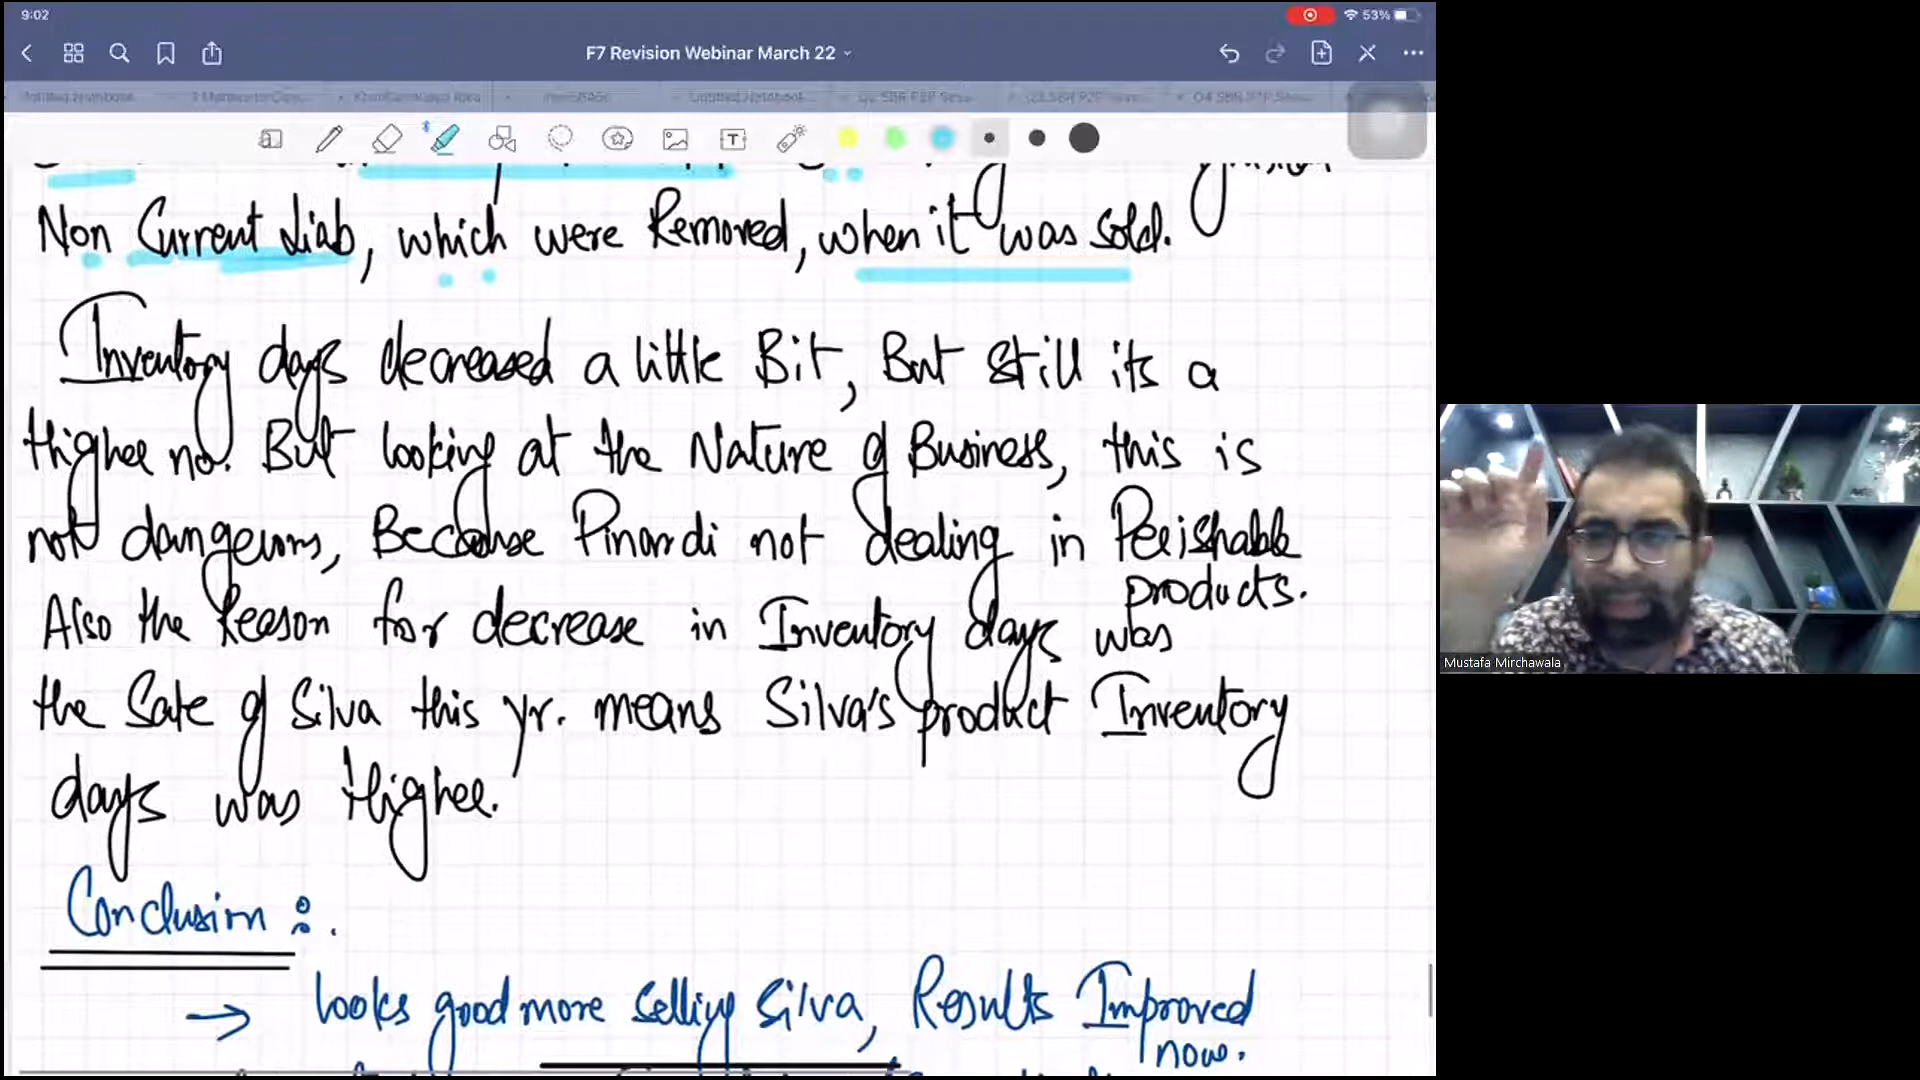 9:02
53%
F7 Revision Webinar March 22
Non Current Liab, which were Removed, when it was sold.
Inventory days decreased a little Bit, But still its a
Higher no. But looking at the Nature of Business, this is
not dangerous, Because Pinardi not dealing in Perishable
products.
Also the Reason for decrease in Inventory days was
the Sale of Silva this yr. means Silva's product Inventory
days was Higher.
Conclusion :.
→ looks good more selling Silva, Results Improved
now.
Mustafa Mirchawala